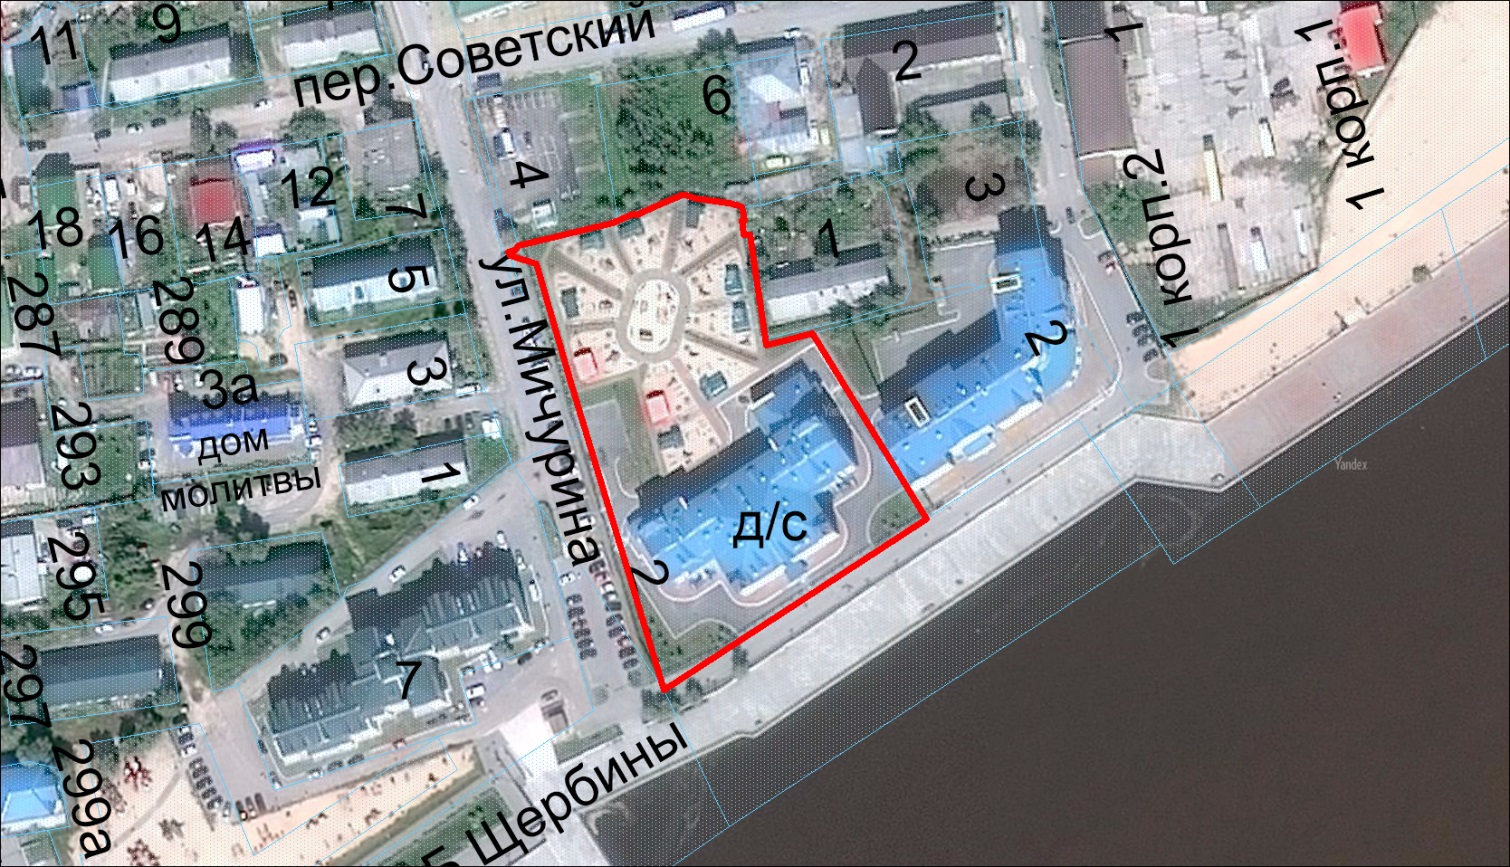 11
9
пер.Советский
6
2
1
1 корп.1
4
18
16
14
12
7
1
3
1 корп.2
287
289
5
ул.Мичурина
2
293
3а
дом
молитвы
3
1
д/с
2
295
299
297
7
299а
Б Щербины
Yandex